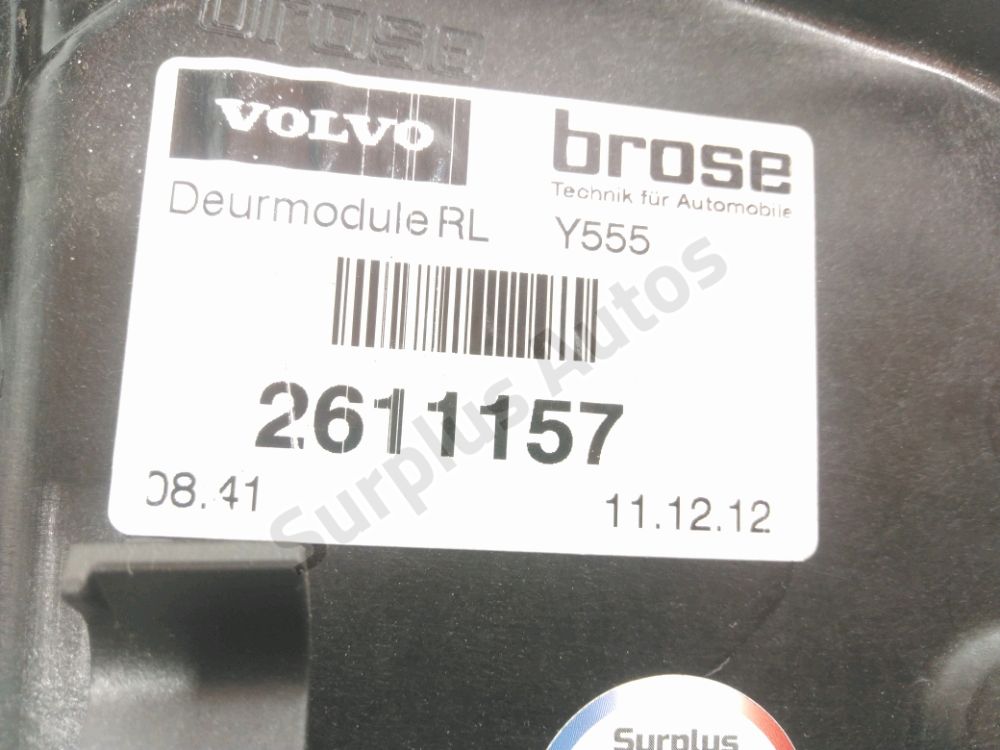 brose
VOLVO
brose
Technik für Automobile
Deurmodule RL Y555
2611157
08.41
11.12.12
Surplus Autos
Surplus